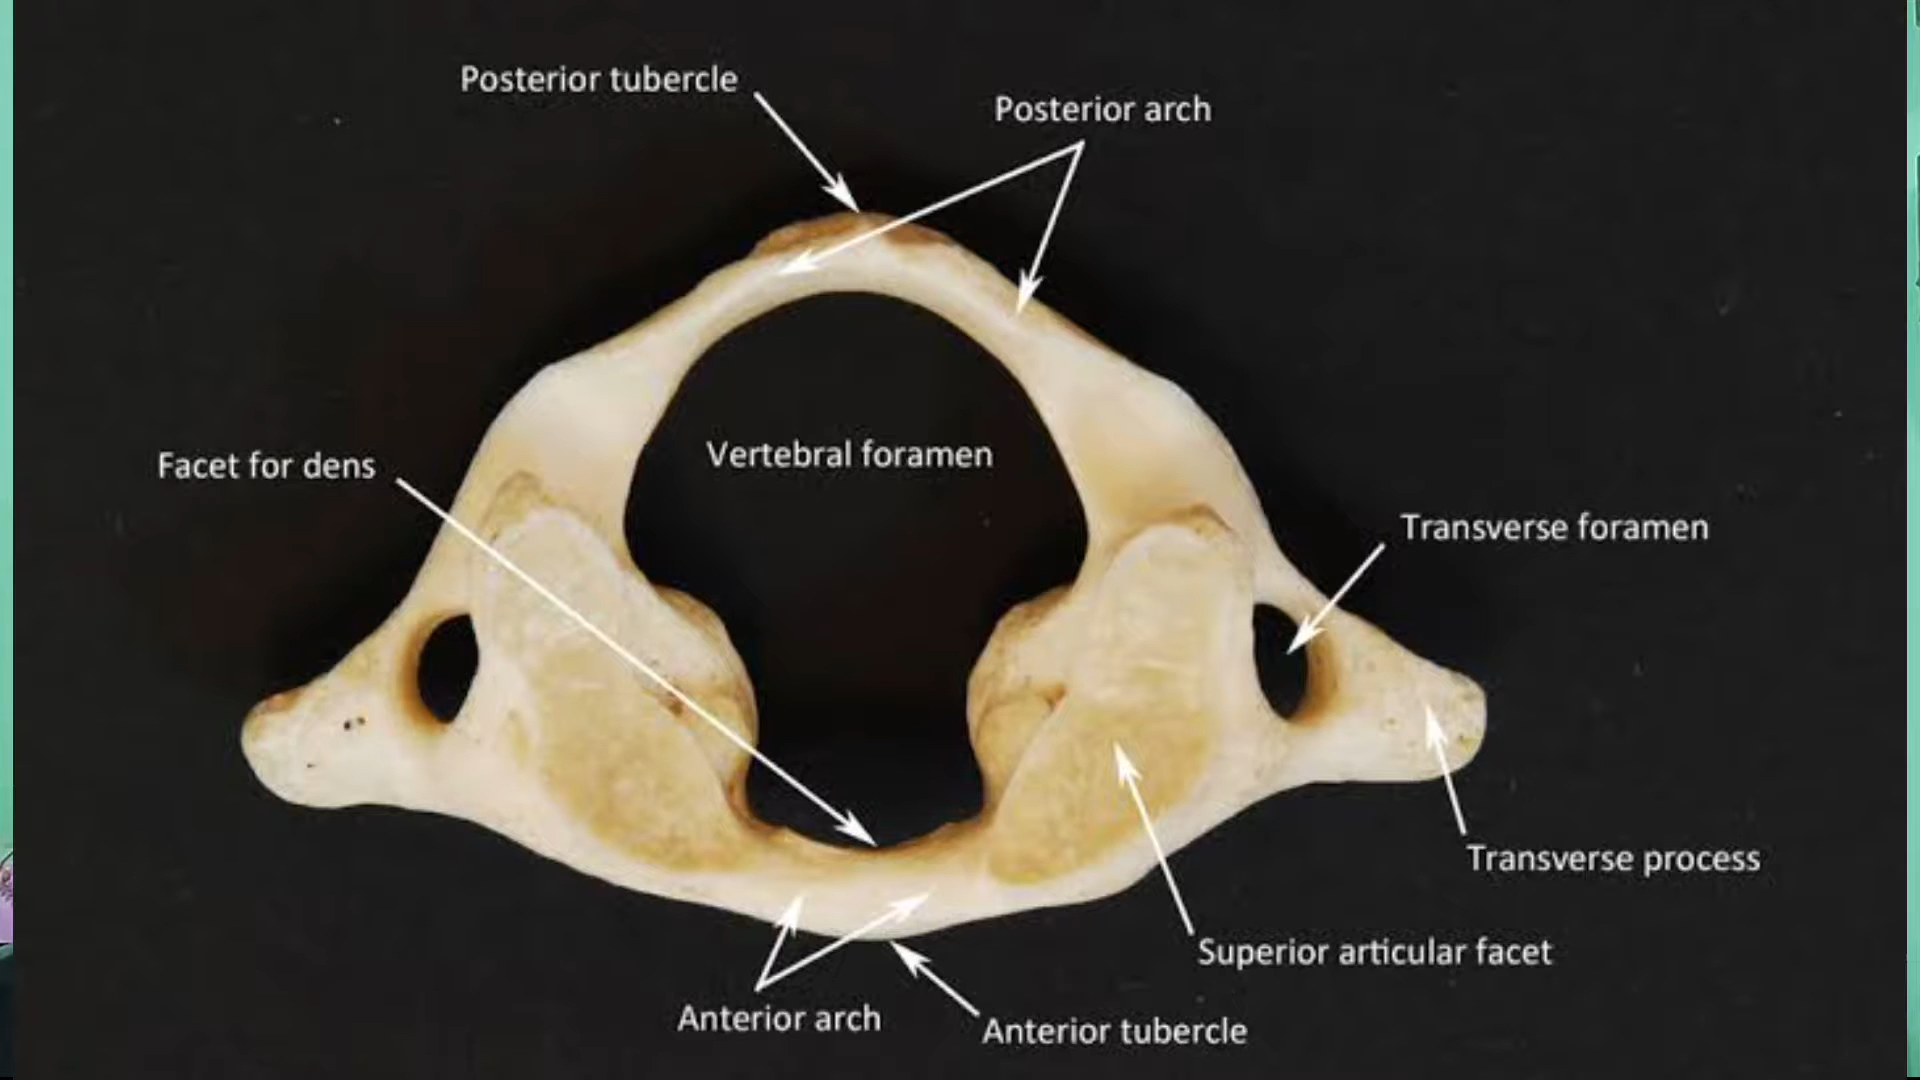 Posterior tubercle
Posterior arch
Vertebral foramen
Facet for dens
Transverse foramen
Transverse process
Superior articular facet
Anterior arch
Anterior tubercle